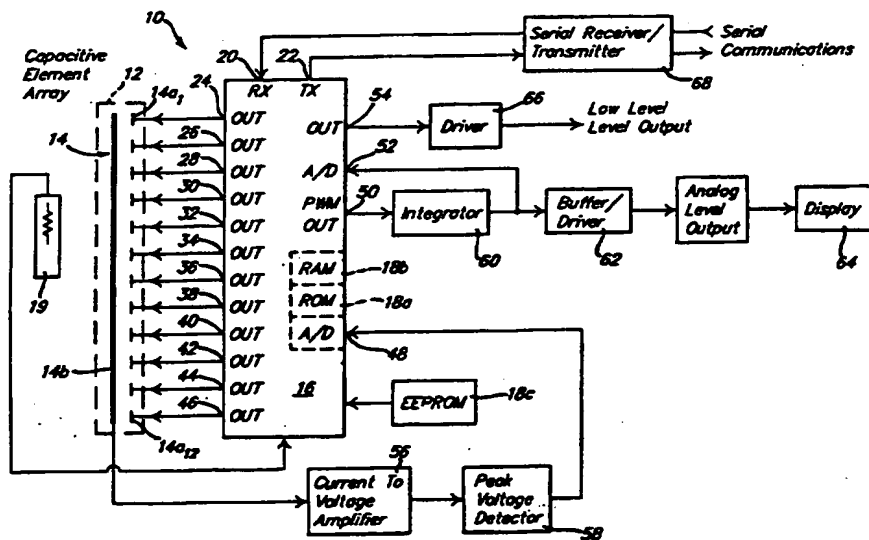 10
Capacitive
Element
Array
12
14a1
24
20
RX
22
TX
Serial Receiver/
Transmitter
68
Serial
Communications
14
OUT
26
OUT
28
OUT
30
OUT
32
OUT
34
OUT
36
OUT
38
OUT
40
OUT
42
OUT
44
OUT
46
OUT
19
14b
14a12
OUT
54
Driver
66
Low Level
Level Output
A/D
52
PWM
OUT
50
Integrator
60
Buffer/
Driver
62
Analog
Level
Output
Display
64
RAM
18b
ROM
18a
A/D
48
16
EEPROM
18c
Current To
Voltage
Amplifier
56
Peak
Voltage
Detector
58